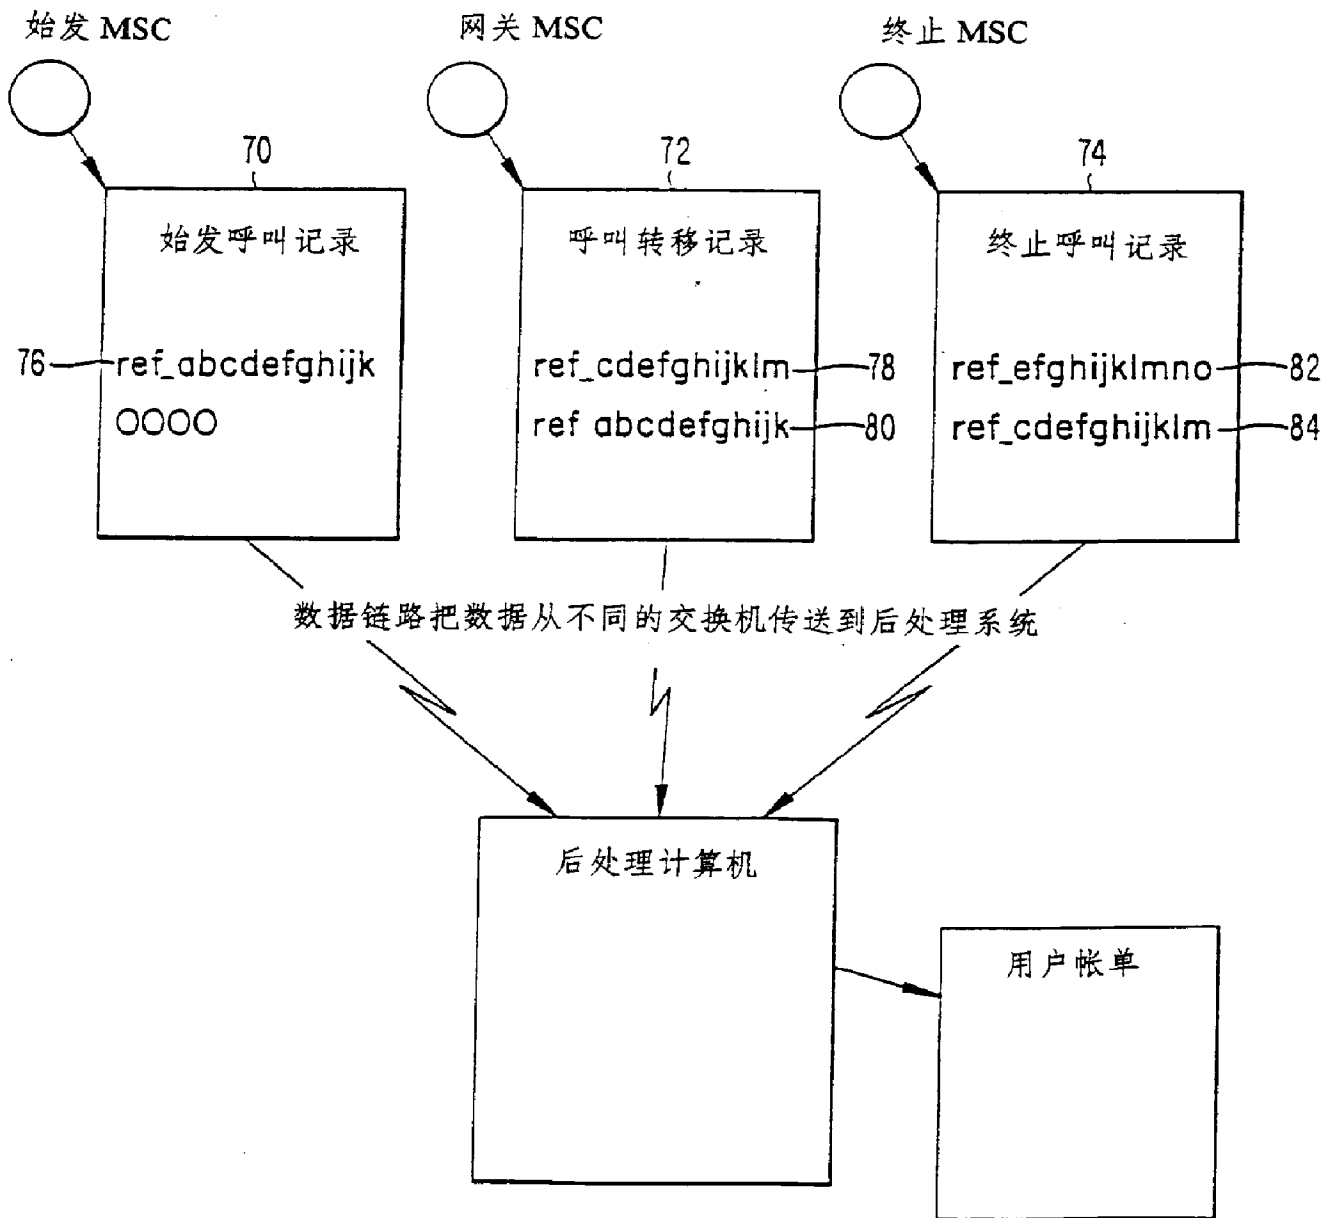 始发 MSC
网关 MSC
终止 MSC
70
72
74
始发呼叫记录
呼叫转移记录
终止呼叫记录
76 ref_abcdefghijk
OOOO
ref_cdefghijklm 78
ref abcdefghijk 80
ref_efghijklmno 82
ref_cdefghijklm 84
数据链路把数据从不同的交换机传送到后处理系统
后处理计算机
用户帐单